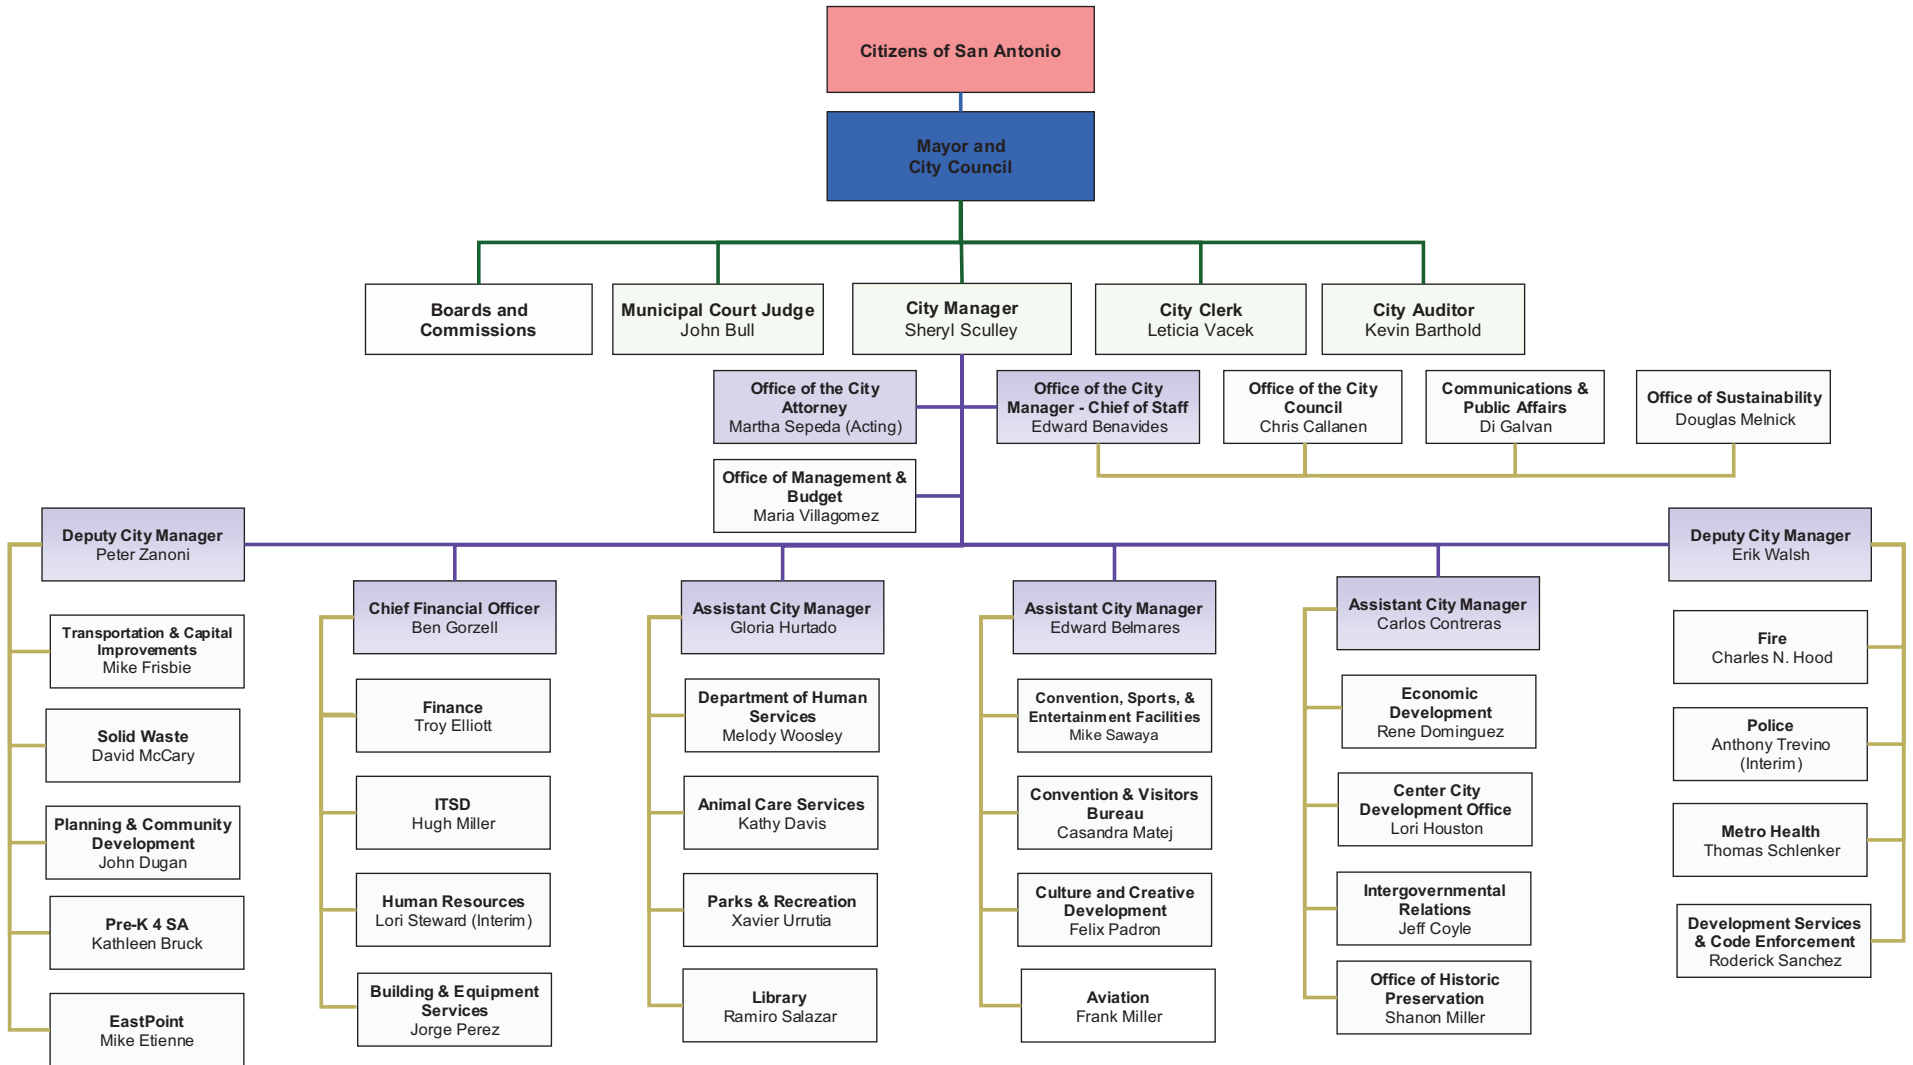 Citizens of San Antonio
Mayor and
City Council
Boards and
Commissions
Municipal Court Judge
John Bull
City Manager
Sheryl Sculley
City Clerk
Leticia Vacek
City Auditor
Kevin Barthold
Office of the City
Attorney
Martha Sepeda (Acting)
Office of the City
Manager - Chief of Staff
Edward Benavides
Office of the City
Council
Chris Callanen
Communications &
Public Affairs
Di Galvan
Office of Sustainability
Douglas Melnick
Office of Management &
Budget
Maria Villagomez
Deputy City Manager
Peter Zanoni
Transportation & Capital
Improvements
Mike Frisbie
Solid Waste
David McCary
Planning & Community
Development
John Dugan
Pre-K 4 SA
Kathleen Bruck
EastPoint
Mike Etienne
Chief Financial Officer
Ben Gorzell
Finance
Troy Elliott
ITSD
Hugh Miller
Human Resources
Lori Steward (Interim)
Building & Equipment
Services
Jorge Perez
Assistant City Manager
Gloria Hurtado
Department of Human
Services
Melody Woosley
Animal Care Services
Kathy Davis
Parks & Recreation
Xavier Urrutia
Library
Ramiro Salazar
Assistant City Manager
Edward Belmares
Convention, Sports, &
Entertainment Facilities
Mike Sawaya
Convention & Visitors
Bureau
Casandra Matej
Culture and Creative
Development
Felix Padron
Aviation
Frank Miller
Assistant City Manager
Carlos Contreras
Economic
Development
Rene Dominguez
Center City
Development Office
Lori Houston
Intergovernmental
Relations
Jeff Coyle
Office of Historic
Preservation
Shanon Miller
Deputy City Manager
Erik Walsh
Fire
Charles N. Hood
Police
Anthony Trevino
(Interim)
Metro Health
Thomas Schlenker
Development Services
& Code Enforcement
Roderick Sanchez